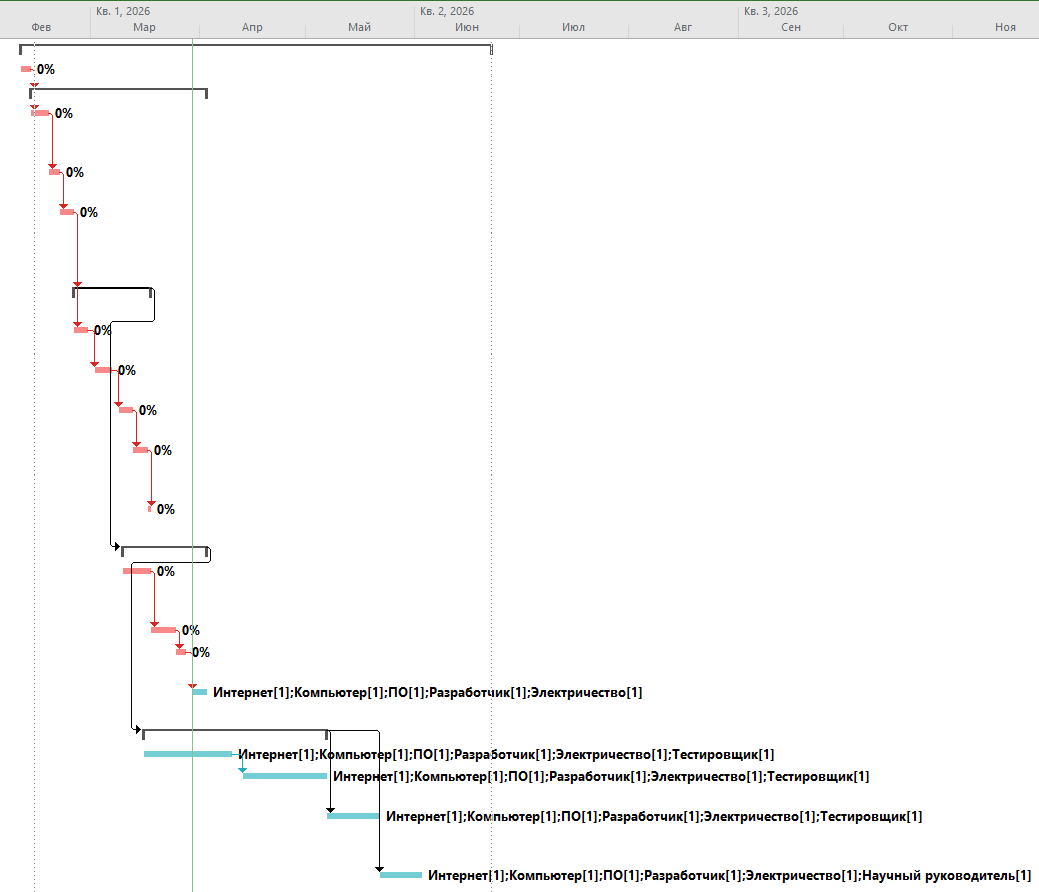 Кв. 1, 2026 Кв. 2, 2026 Кв. 3, 2026
Фев Мар Апр Май Июн Июл Авг Сен Окт Ноя
0%
0%
0%
0%
0%
0%
0%
0%
0%
0%
0%
0%
Интернет[1];Компьютер[1];ПО[1];Разработчик[1];Электричество[1]
Интернет[1];Компьютер[1];ПО[1];Разработчик[1];Электричество[1];Тестировщик[1]
Интернет[1];Компьютер[1];ПО[1];Разработчик[1];Электричество[1];Тестировщик[1]
Интернет[1];Компьютер[1];ПО[1];Разработчик[1];Электричество[1];Тестировщик[1]
Интернет[1];Компьютер[1];ПО[1];Разработчик[1];Электричество[1];Научный руководитель[1]